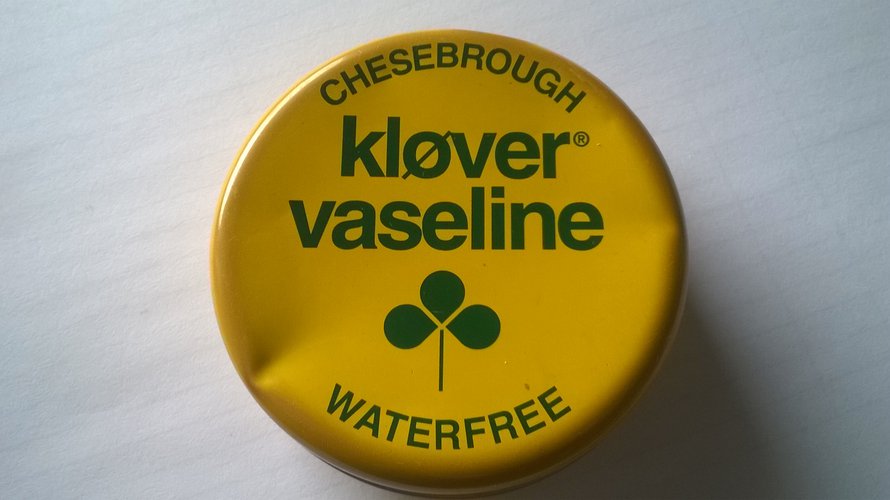 CHESEBROUGH
kløver®
vaseline
WATERFREE